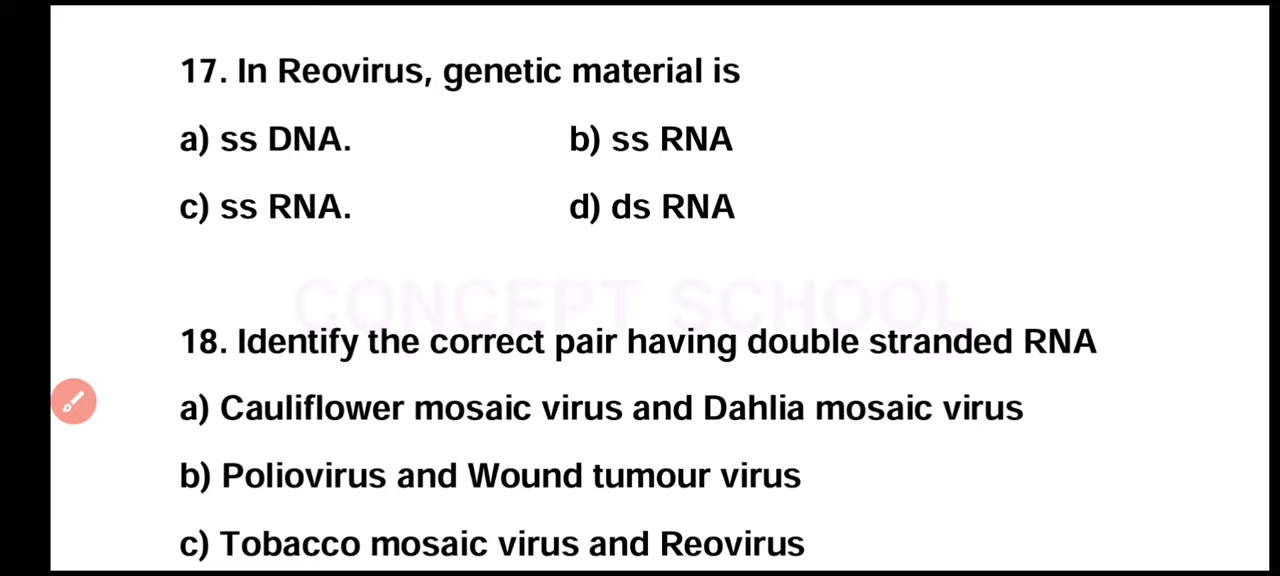 17. In Reovirus, genetic material is
a) ss DNA. b) ss RNA
c) ss RNA. d) ds RNA
CONCEPT SCHOOL
18. Identify the correct pair having double stranded RNA
a) Cauliflower mosaic virus and Dahlia mosaic virus
b) Poliovirus and Wound tumour virus
c) Tobacco mosaic virus and Reovirus